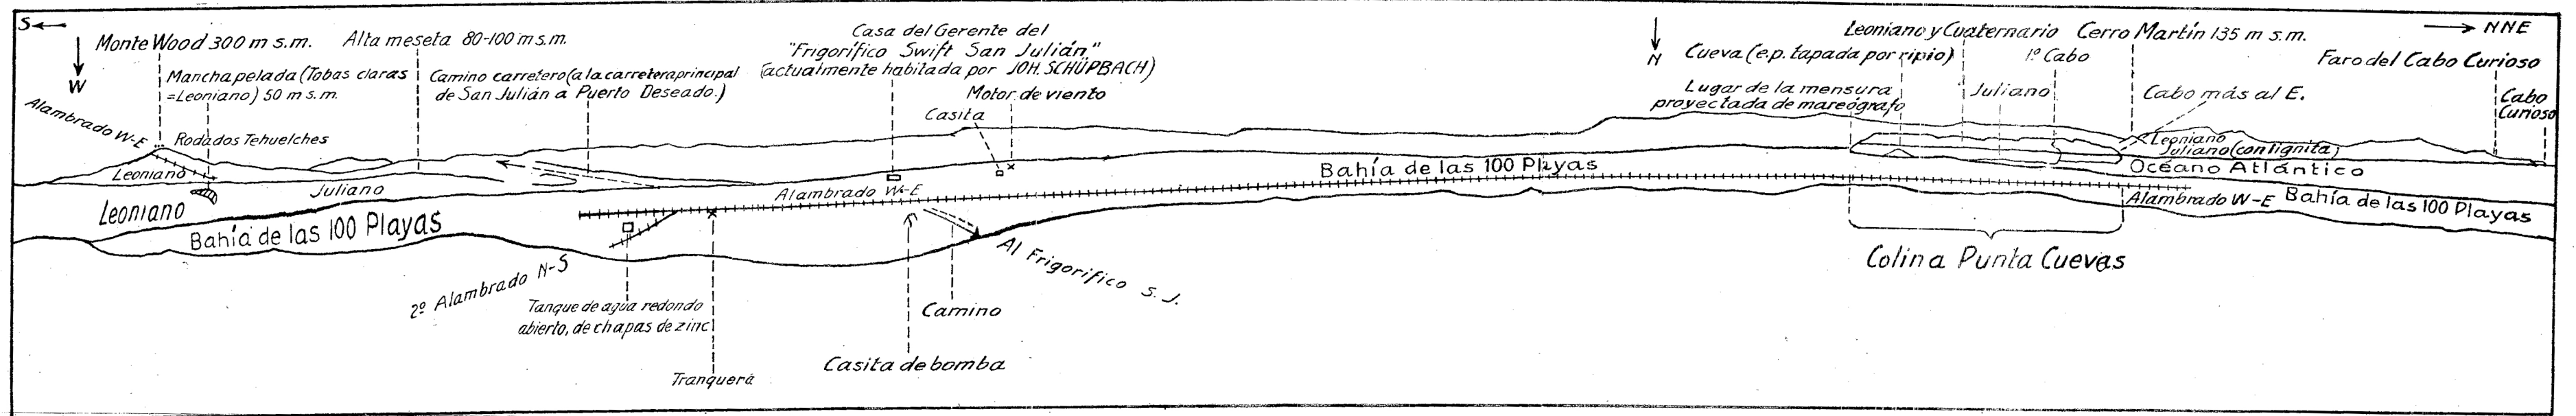 S
W
Monte Wood 300 m s.m.
Alta meseta 80-100 m s.m.
Mancha pelada (Tobas claras
=Leoniano) 50 m s.m.
Camino carretero (a la carretera principal
de San Julián a Puerto Deseado.)
Casa del Gerente del
"Frigorífico Swift San Julián"
(actualmente habitada por JOH. SCHÜPBACH)
Motor de viento
Casita
N
Cueva (e.p. tapada por ripio)
Leoniano y Cuaternario
Cerro Martín 135 m s.m.
1º Cabo
Lugar de la mensura
proyectada de mareógrafo
Juliano
Cabo más al E.
NNE
Faro del Cabo Curioso
Cabo
Curioso
Alambrado W-E
Rodados Tehuelches
Leoniano
Juliano
Leoniano
Bahía de las 100 Playas
Alambrado W-E
Bahía de las 100 Playas
Leoniano
Juliano (con lignita)
Océano Atlántico
Alambrado W-E
Bahía de las 100 Playas
Colina Punta Cuevas
2º Alambrado N-S
Tanque de agua redondo
abierto, de chapas de zinc
Tranquera
Casita de bomba
Camino
Al Frigorifico S. J.